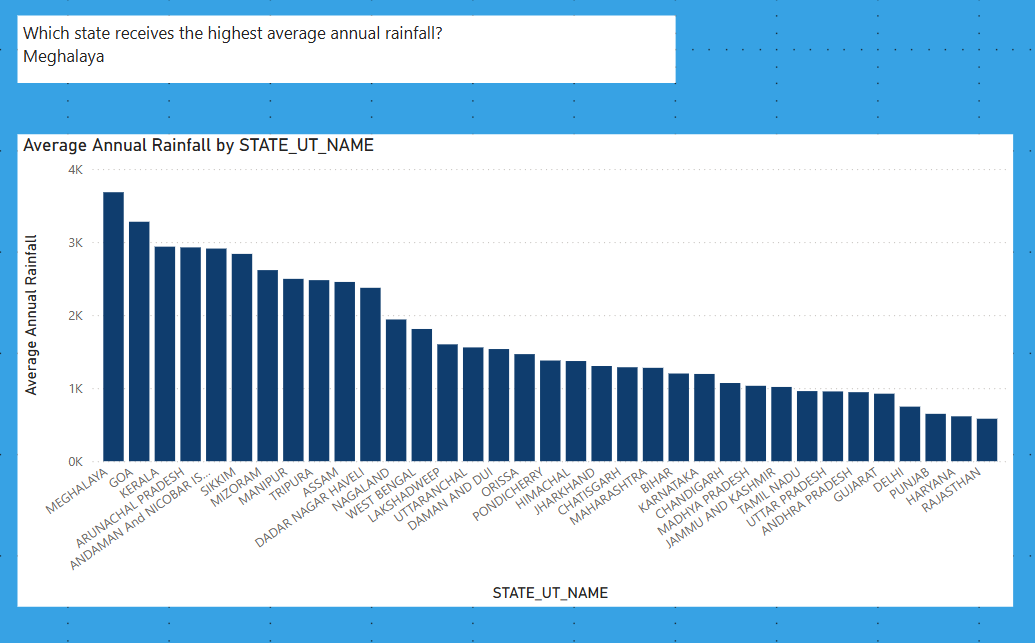 Which state receives the highest average annual rainfall?
Meghalaya
Average Annual Rainfall by STATE_UT_NAME
4K
3K
2K
1K
0K
Average Annual Rainfall
MEGHALAYA
GOA
KERALA
ARUNACHAL PRADESH
ANDAMAN And NICOBAR IS...
SIKKIM
MIZORAM
MANIPUR
TRIPURA
ASSAM
DADAR NAGAR HAVELI
NAGALAND
WEST BENGAL
LAKSHADWEEP
UTTARANCHAL
DAMAN AND DUI
ORISSA
PONDICHERRY
HIMACHAL
JHARKHAND
CHATISGARH
MAHARASHTRA
BIHAR
KARNATAKA
CHANDIGARH
MADHYA PRADESH
JAMMU AND KASHMIR
TAMIL NADU
UTTAR PRADESH
ANDHRA PRADESH
GUJARAT
DELHI
PUNJAB
HARYANA
RAJASTHAN
STATE_UT_NAME